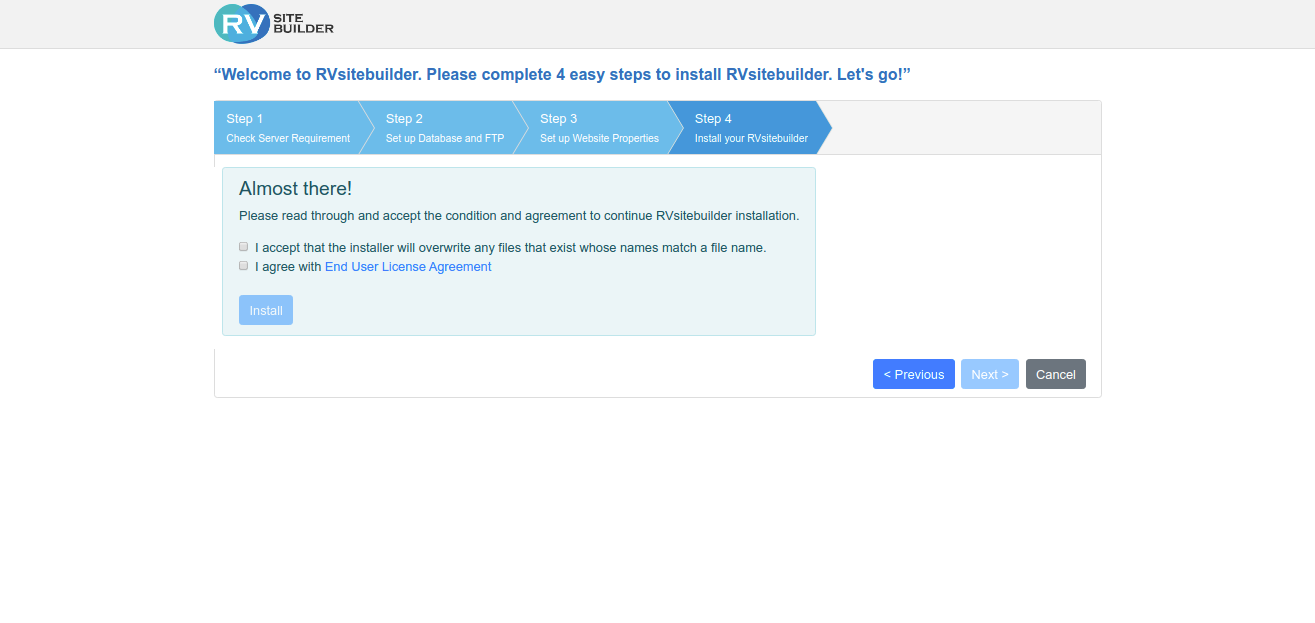 RV SITE
BUILDER
“Welcome to RVsitebuilder. Please complete 4 easy steps to install RVsitebuilder. Let's go!”
Step 1
Check Server Requirement
Step 2
Set up Database and FTP
Step 3
Set up Website Properties
Step 4
Install your RVsitebuilder
Almost there!
Please read through and accept the condition and agreement to continue RVsitebuilder installation.
I accept that the installer will overwrite any files that exist whose names match a file name.
I agree with End User License Agreement
Install
< Previous
Next >
Cancel